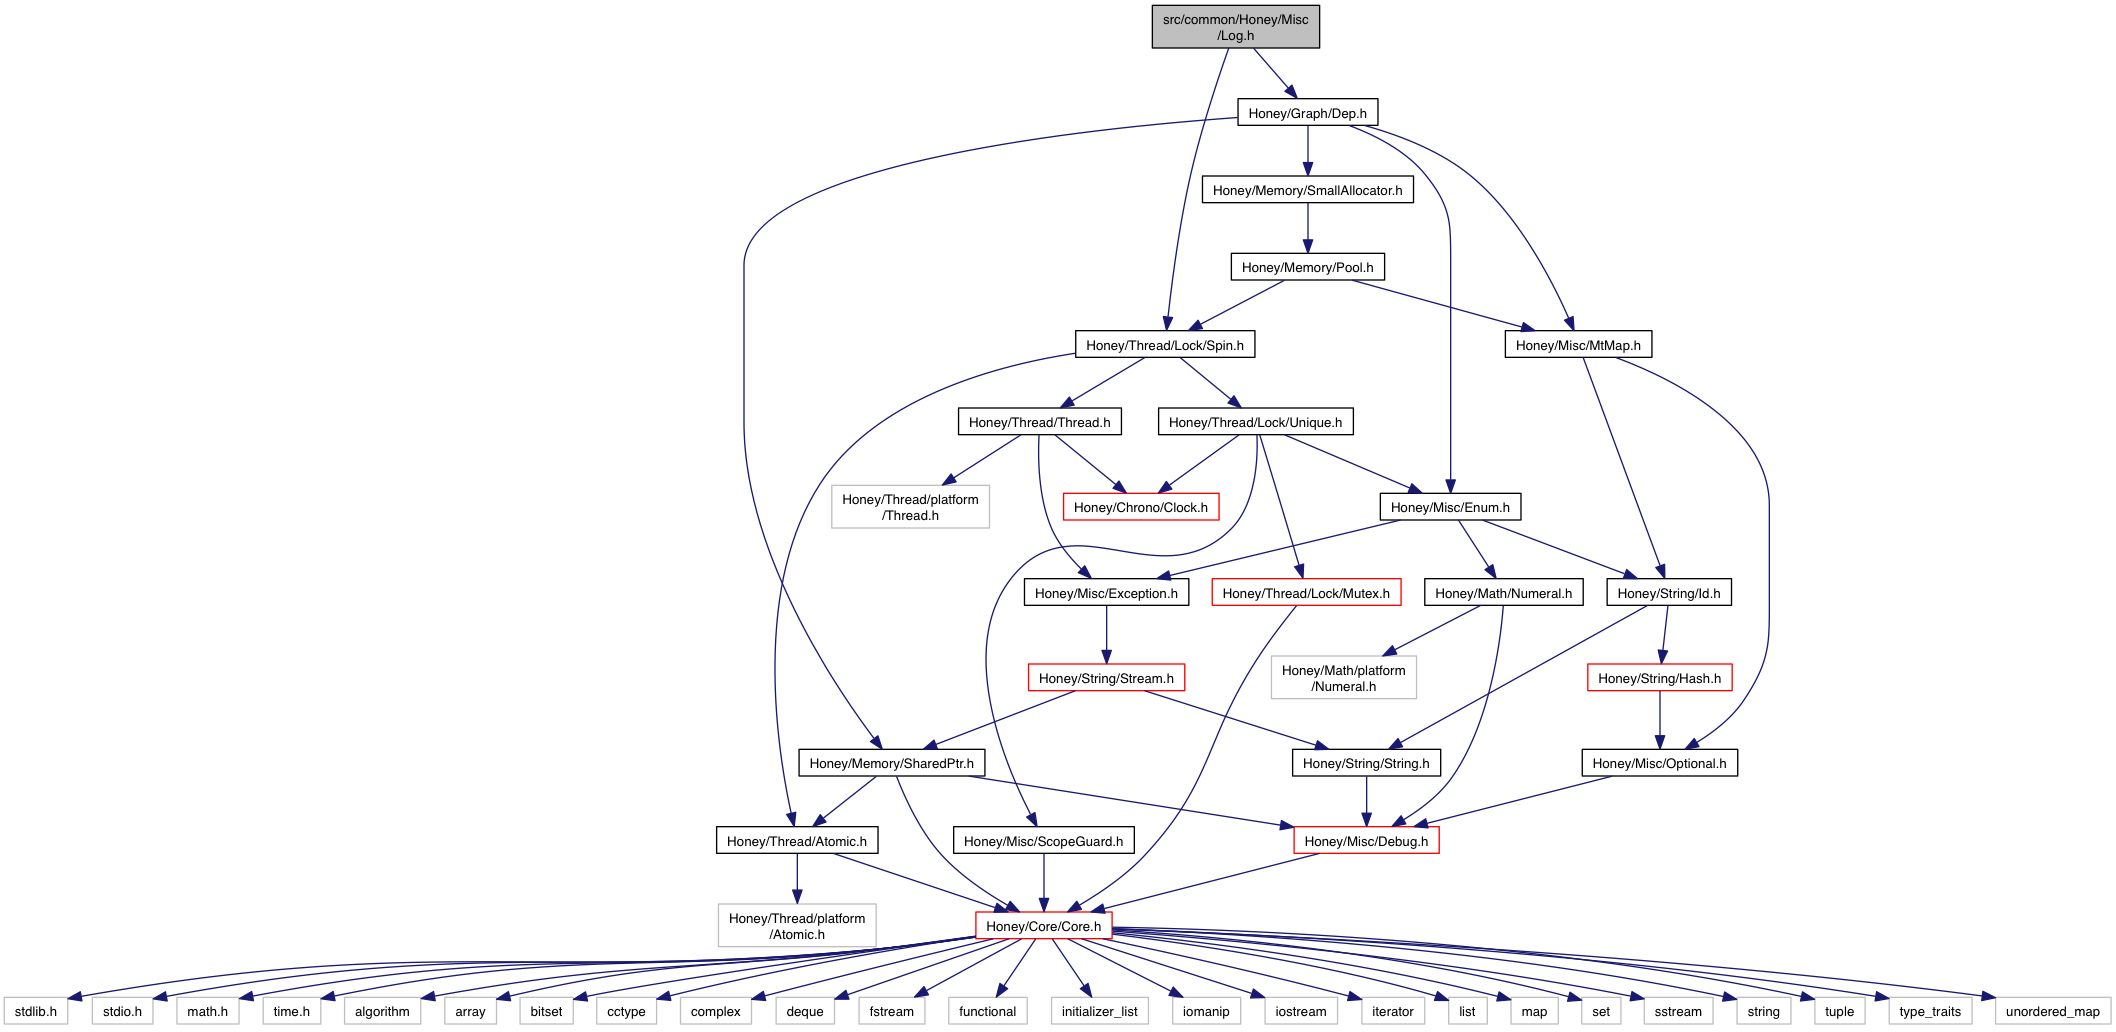 src/common/Honey/Misc
/Log.h
Honey/Graph/Dep.h
Honey/Memory/SmallAllocator.h
Honey/Memory/Pool.h
Honey/Thread/Lock/Spin.h
Honey/Misc/MtMap.h
Honey/Thread/Thread.h
Honey/Thread/Lock/Unique.h
Honey/Thread/platform
/Thread.h
Honey/Chrono/Clock.h
Honey/Misc/Enum.h
Honey/Misc/Exception.h
Honey/Thread/Lock/Mutex.h
Honey/Math/Numeral.h
Honey/String/Id.h
Honey/String/Stream.h
Honey/Math/platform
/Numeral.h
Honey/String/Hash.h
Honey/Memory/SharedPtr.h
Honey/String/String.h
Honey/Misc/Optional.h
Honey/Thread/Atomic.h
Honey/Misc/ScopeGuard.h
Honey/Misc/Debug.h
Honey/Thread/platform
/Atomic.h
Honey/Core/Core.h
stdlib.h
stdio.h
math.h
time.h
algorithm
array
bitset
cctype
complex
deque
fstream
functional
initializer_list
iomanip
iostream
iterator
list
map
set
sstream
string
tuple
type_traits
unordered_map